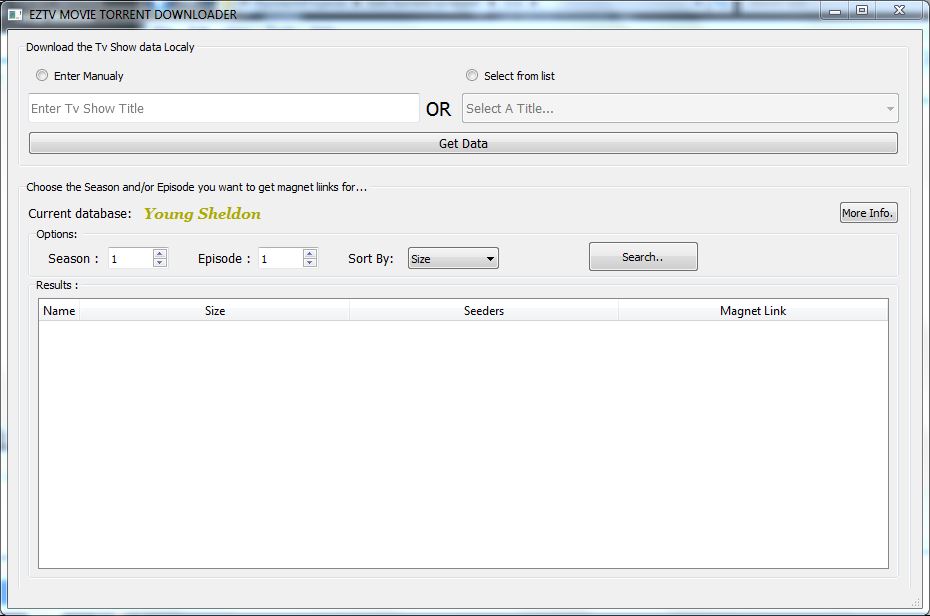 EZTV MOVIE TORRENT DOWNLOADER
Download the Tv Show data Localy
Enter Manualy
Select from list
Enter Tv Show Title
OR
Select A Title...
Get Data
Choose the Season and/or Episode you want to get magnet liinks for...
Current database: Young Sheldon
More Info.
Options:
Season : 1 Episode : 1 Sort By: Size Search..
Results :
Name Size Seeders Magnet Link